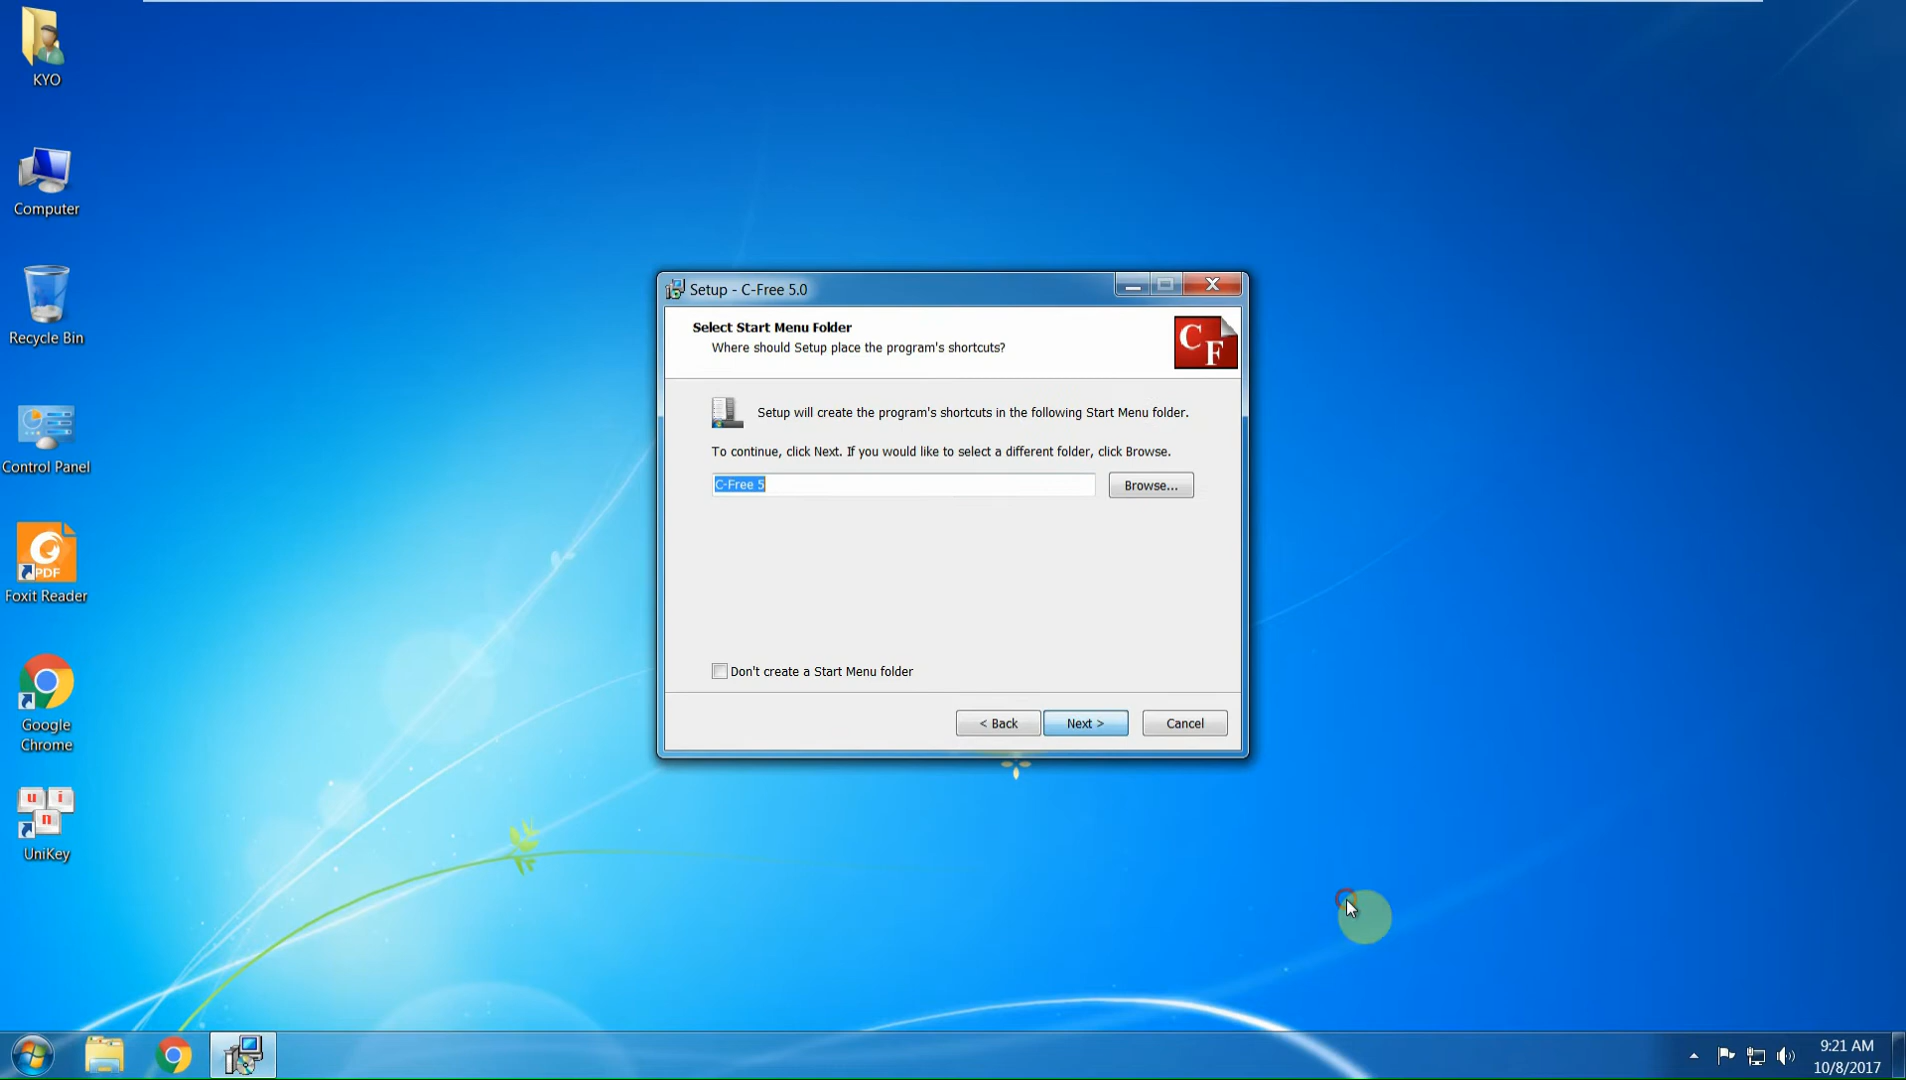 KYO
Computer
Recycle Bin
Control Panel
PDF
Foxit Reader
Google
Chrome
u i
n
UniKey
Setup - C-Free 5.0
Select Start Menu Folder
Where should Setup place the program's shortcuts?
C F
Setup will create the program's shortcuts in the following Start Menu folder.
To continue, click Next. If you would like to select a different folder, click Browse.
C-Free 5
Browse...
Don't create a Start Menu folder
< Back
Next >
Cancel
9:21 AM
10/8/2017